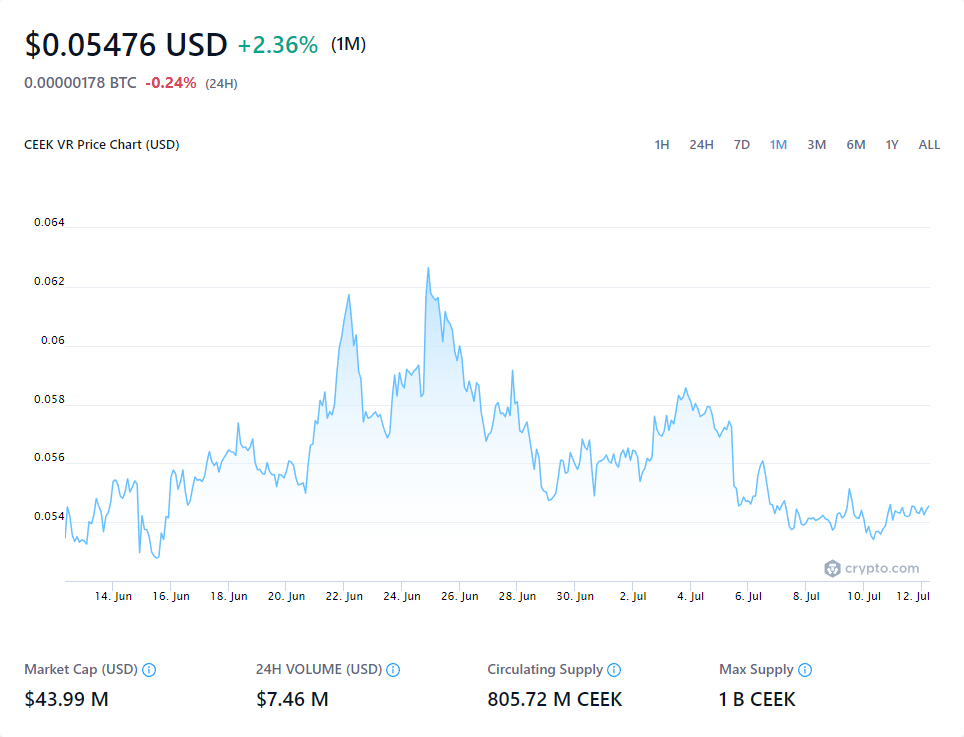 $0.05476 USD +2.36% (1M)
0.00000178 BTC -0.24% (24H)
CEEK VR Price Chart (USD) 1H 24H 7D 1M 3M 6M 1Y ALL
0.064
0.062
0.06
0.058
0.056
0.054
crypto.com
14. Jun 16. Jun 18. Jun 20. Jun 22. Jun 24. Jun 26. Jun 28. Jun 30. Jun 2. Jul 4. Jul 6. Jul 8. Jul 10. Jul 12. Jul
Market Cap (USD) 24H VOLUME (USD) Circulating Supply Max Supply
$43.99 M $7.46 M 805.72 M CEEK 1 B CEEK